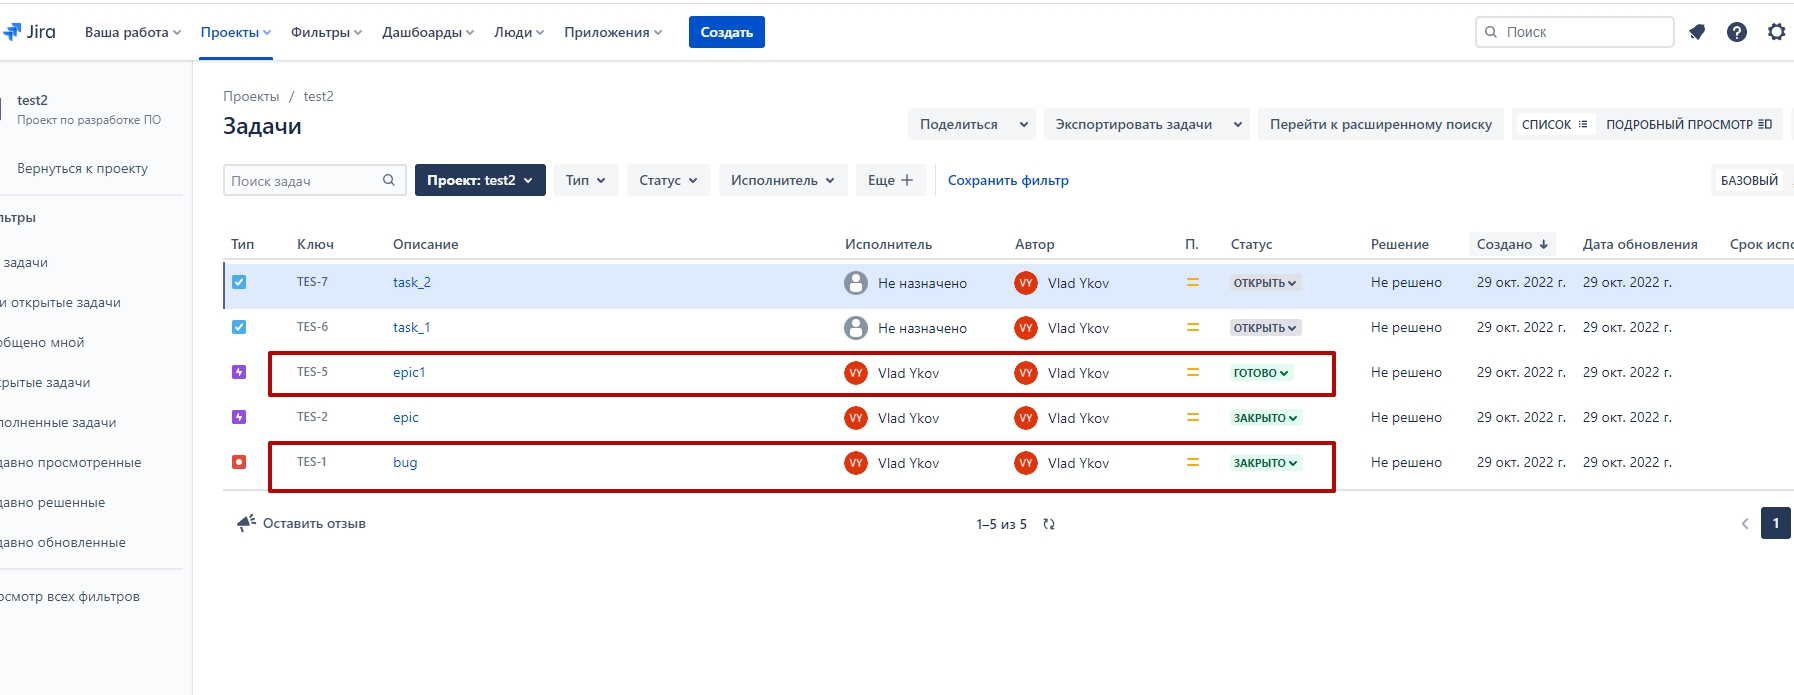 Jira Ваша работа Проекты Фильтры Дашбоарды Люди Приложения Создать Поиск
test2
Проект по разработке ПО
Вернуться к проекту
льтры
задачи
и открытые задачи
общено мной
крытые задачи
полненные задачи
давно просмотренные
давно решенные
давно обновленные
осмотр всех фильтров
Проекты / test2
Задачи
Поделиться Экспортировать задачи Перейти к расширенному поиску СПИСОК ПОДРОБНЫЙ ПРОСМОТР
Поиск задач Проект: test2 Тип Статус Исполнитель Еще + Сохранить фильтр БАЗОВЫЙ
Тип Ключ Описание Исполнитель Автор П. Статус Решение Создано ↓ Дата обновления Срок испо
TES-7 task_2 Не назначено VY Vlad Ykov ОТКРЫТЬ Не решено 29 окт. 2022 г. 29 окт. 2022 г.
TES-6 task_1 Не назначено VY Vlad Ykov ОТКРЫТЬ Не решено 29 окт. 2022 г. 29 окт. 2022 г.
TES-5 epic1 VY Vlad Ykov VY Vlad Ykov ГОТОВО Не решено 29 окт. 2022 г. 29 окт. 2022 г.
TES-2 epic VY Vlad Ykov VY Vlad Ykov ЗАКРЫТО Не решено 29 окт. 2022 г. 29 окт. 2022 г.
TES-1 bug VY Vlad Ykov VY Vlad Ykov ЗАКРЫТО Не решено 29 окт. 2022 г. 29 окт. 2022 г.
Оставить отзыв 1–5 из 5 1